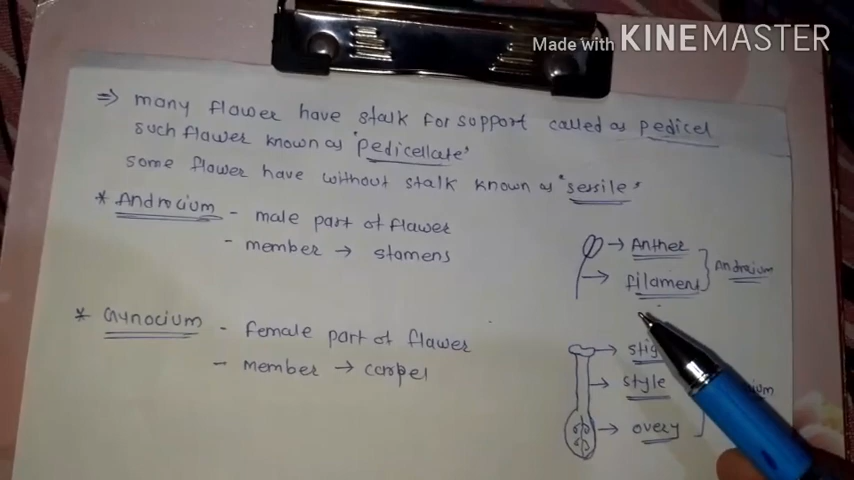 Made with KINEMASTER
⇒ many flower have stalk for support called as pedicel
such flower known as "pedicellate"
some flower have without stalk known as "sessile"
* Androcium - male part of flower
- member → stamens
→ Anther
→ filament
Androium
* Gynocium - female part of flower
- member → carpel
→ stig
→ style
→ overy